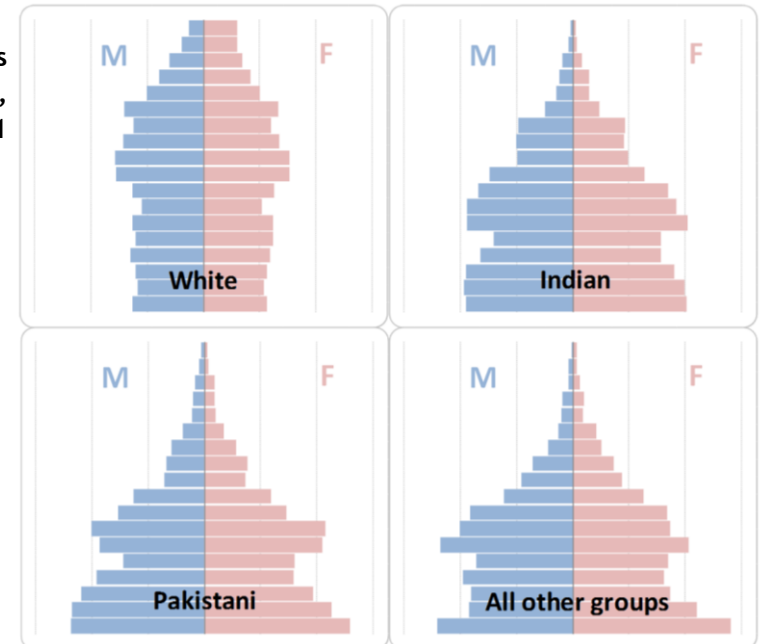 s
,
M F
M F
White
Indian
M F
M F
Pakistani
All other groups